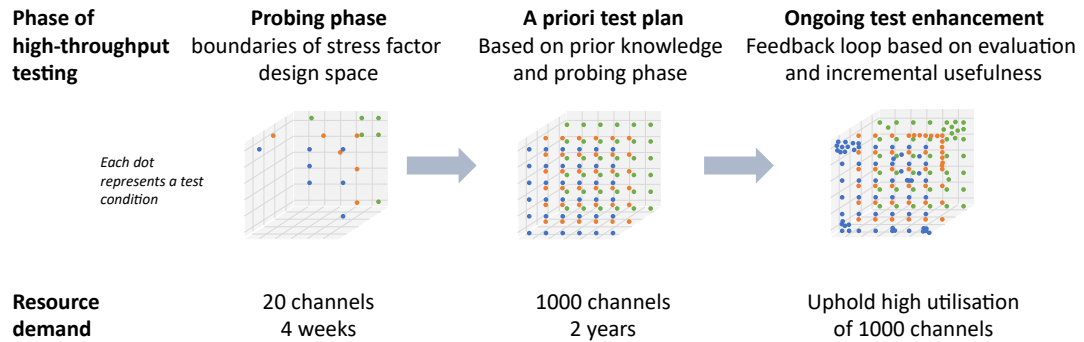 Phase of
high-throughput
testing
Probing phase
boundaries of stress factor
design space
A priori test plan
Based on prior knowledge
and probing phase
Ongoing test enhancement
Feedback loop based on evaluation
and incremental usefulness
Each dot
represents a test
condition
Resource
demand
20 channels
4 weeks
1000 channels
2 years
Uphold high utilisation
of 1000 channels